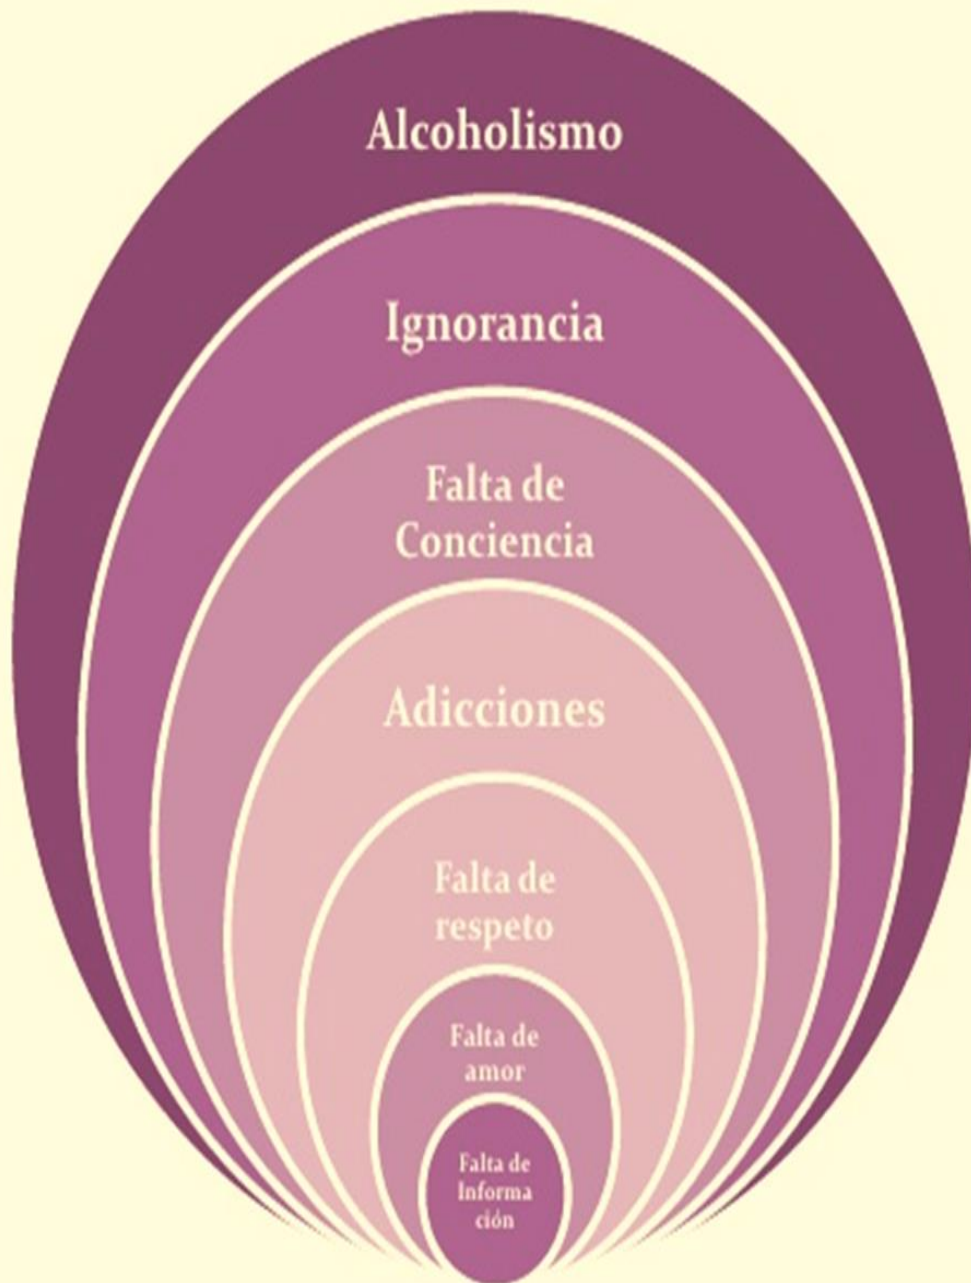 Alcoholismo
Ignorancia
Falta de
Conciencia
Adicciones
Falta de
respeto
Falta de
amor
Falta de
Informa
ción